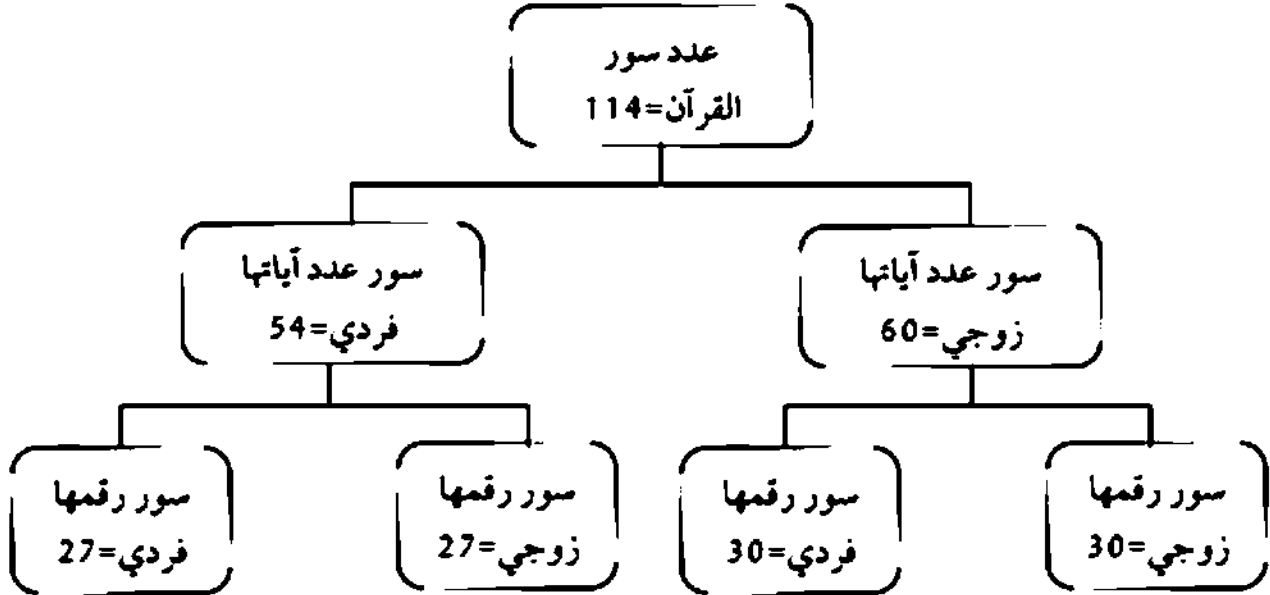 عدد سور
القرآن=114
سور عدد آياتها
زوجي=60
سور عدد آياتها
فردي=54
سور رقمها
زوجي=30
سور رقمها
فردي=30
سور رقمها
زوجي=27
سور رقمها
فردي=27